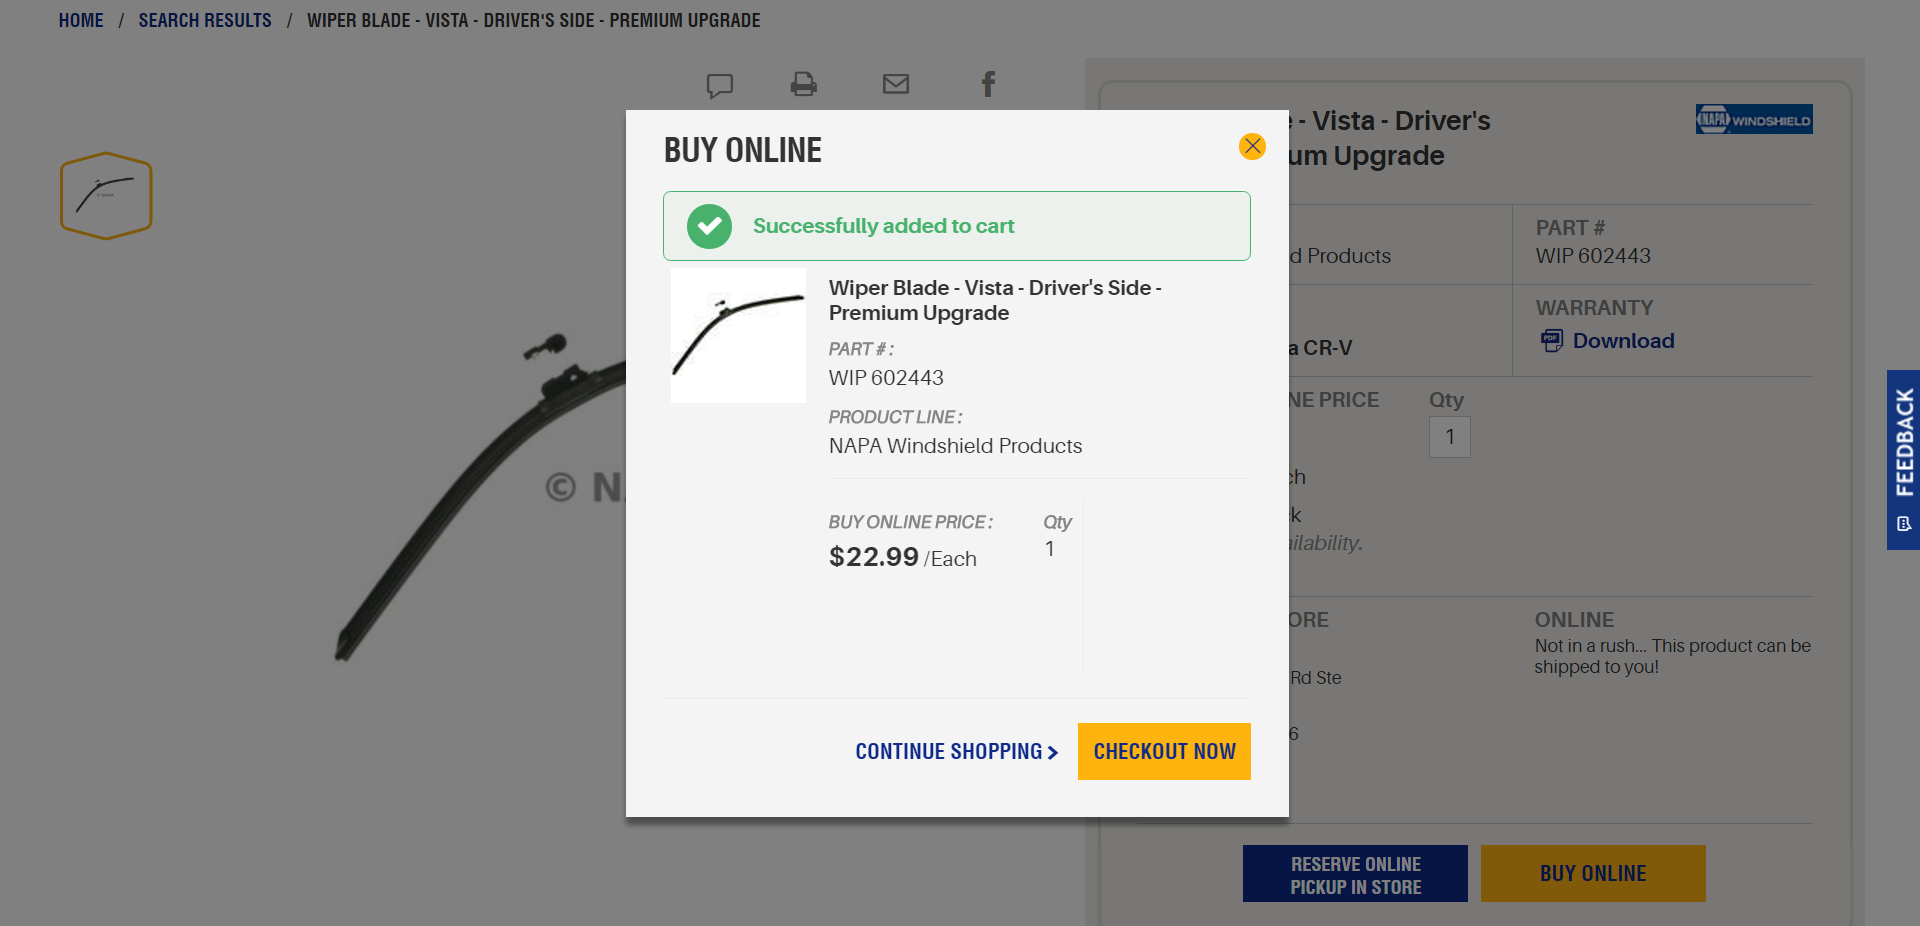 HOME / SEARCH RESULTS / WIPER BLADE - VISTA - DRIVER'S SIDE - PREMIUM UPGRADE
BUY ONLINE
Successfully added to cart
Wiper Blade - Vista - Driver's Side -
Premium Upgrade
PART # :
WIP 602443
PRODUCT LINE :
NAPA Windshield Products
BUY ONLINE PRICE :
Qty
$22.99 /Each
1
CONTINUE SHOPPING >
CHECKOUT NOW
© N
- Vista - Driver's
um Upgrade
NAPA WINDSHIELD
d Products
PART #
WIP 602443
WARRANTY
PDF Download
a CR-V
NE PRICE
Qty
1
ch
k
ailability.
ORE
Rd Ste
6
ONLINE
Not in a rush... This product can be
shipped to you!
RESERVE ONLINE
PICKUP IN STORE
BUY ONLINE
FEEDBACK